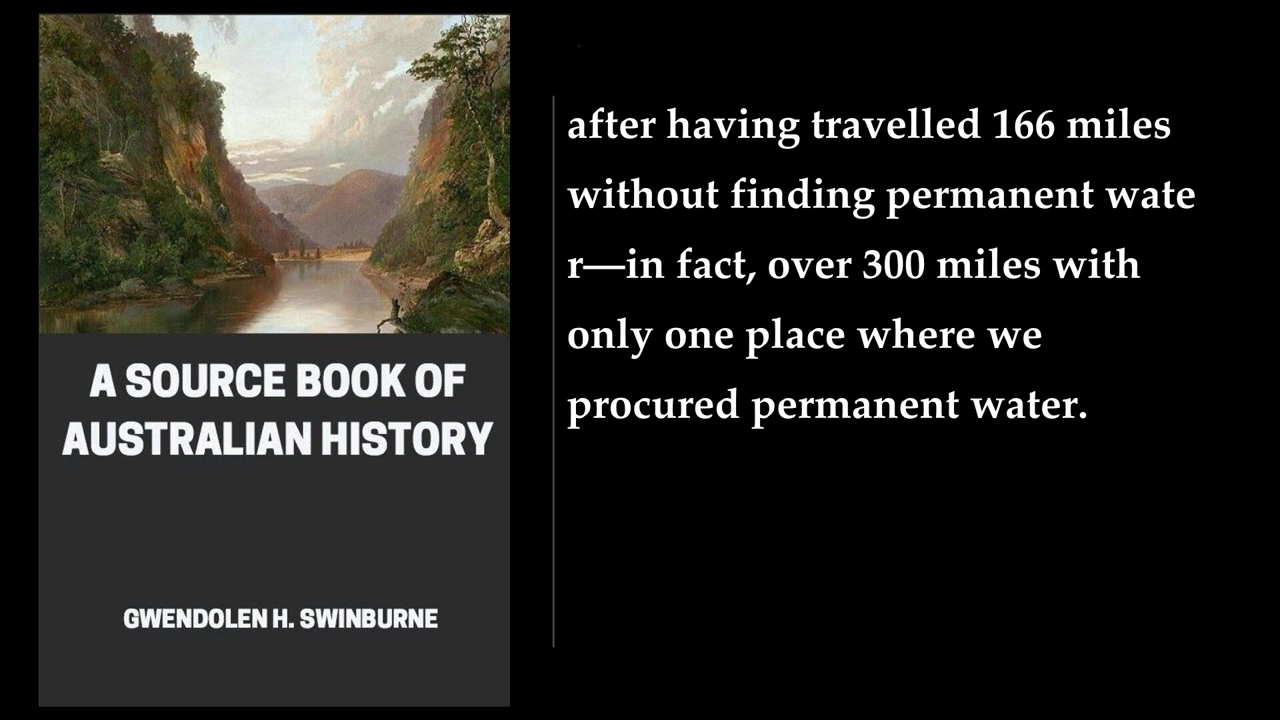 A SOURCE BOOK OF
AUSTRALIAN HISTORY
GWENDOLEN H. SWINBURNE
after having travelled 166 miles
without finding permanent wate
r—in fact, over 300 miles with
only one place where we
procured permanent water.